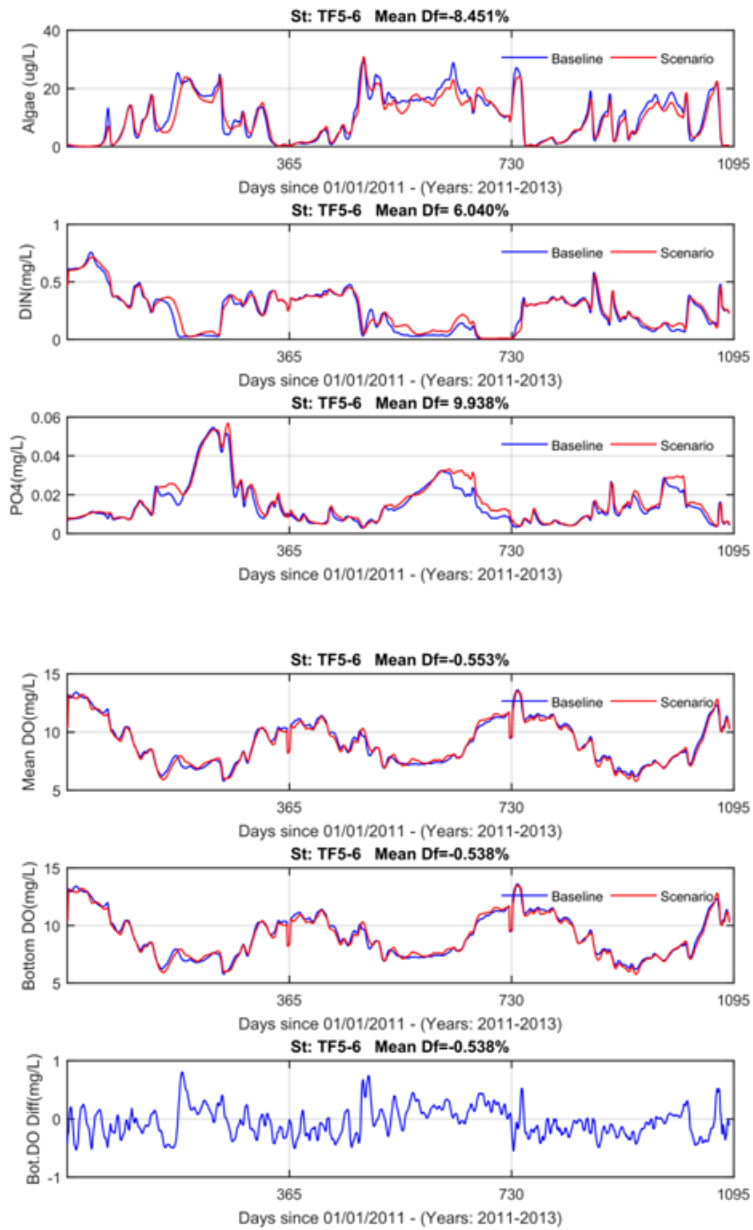 St: TF5-6 Mean Df=-8.451%
40
20
0
Algae (ug/L)
Baseline Scenario
365 730 1095
Days since 01/01/2011 - (Years: 2011-2013)
St: TF5-6 Mean Df= 6.040%
1
0.5
0
DIN(mg/L)
Baseline Scenario
365 730 1095
Days since 01/01/2011 - (Years: 2011-2013)
St: TF5-6 Mean Df= 9.938%
0.06
0.04
0.02
0
PO4(mg/L)
Baseline Scenario
365 730 1095
Days since 01/01/2011 - (Years: 2011-2013)
St: TF5-6 Mean Df=-0.553%
15
10
5
Mean DO(mg/L)
Baseline Scenario
365 730 1095
Days since 01/01/2011 - (Years: 2011-2013)
St: TF5-6 Mean Df=-0.538%
15
10
5
Bottom DO(mg/L)
Baseline Scenario
365 730 1095
Days since 01/01/2011 - (Years: 2011-2013)
St: TF5-6 Mean Df=-0.538%
1
0
-1
Bot.DO Diff(mg/L)
365 730 1095
Days since 01/01/2011 - (Years: 2011-2013)